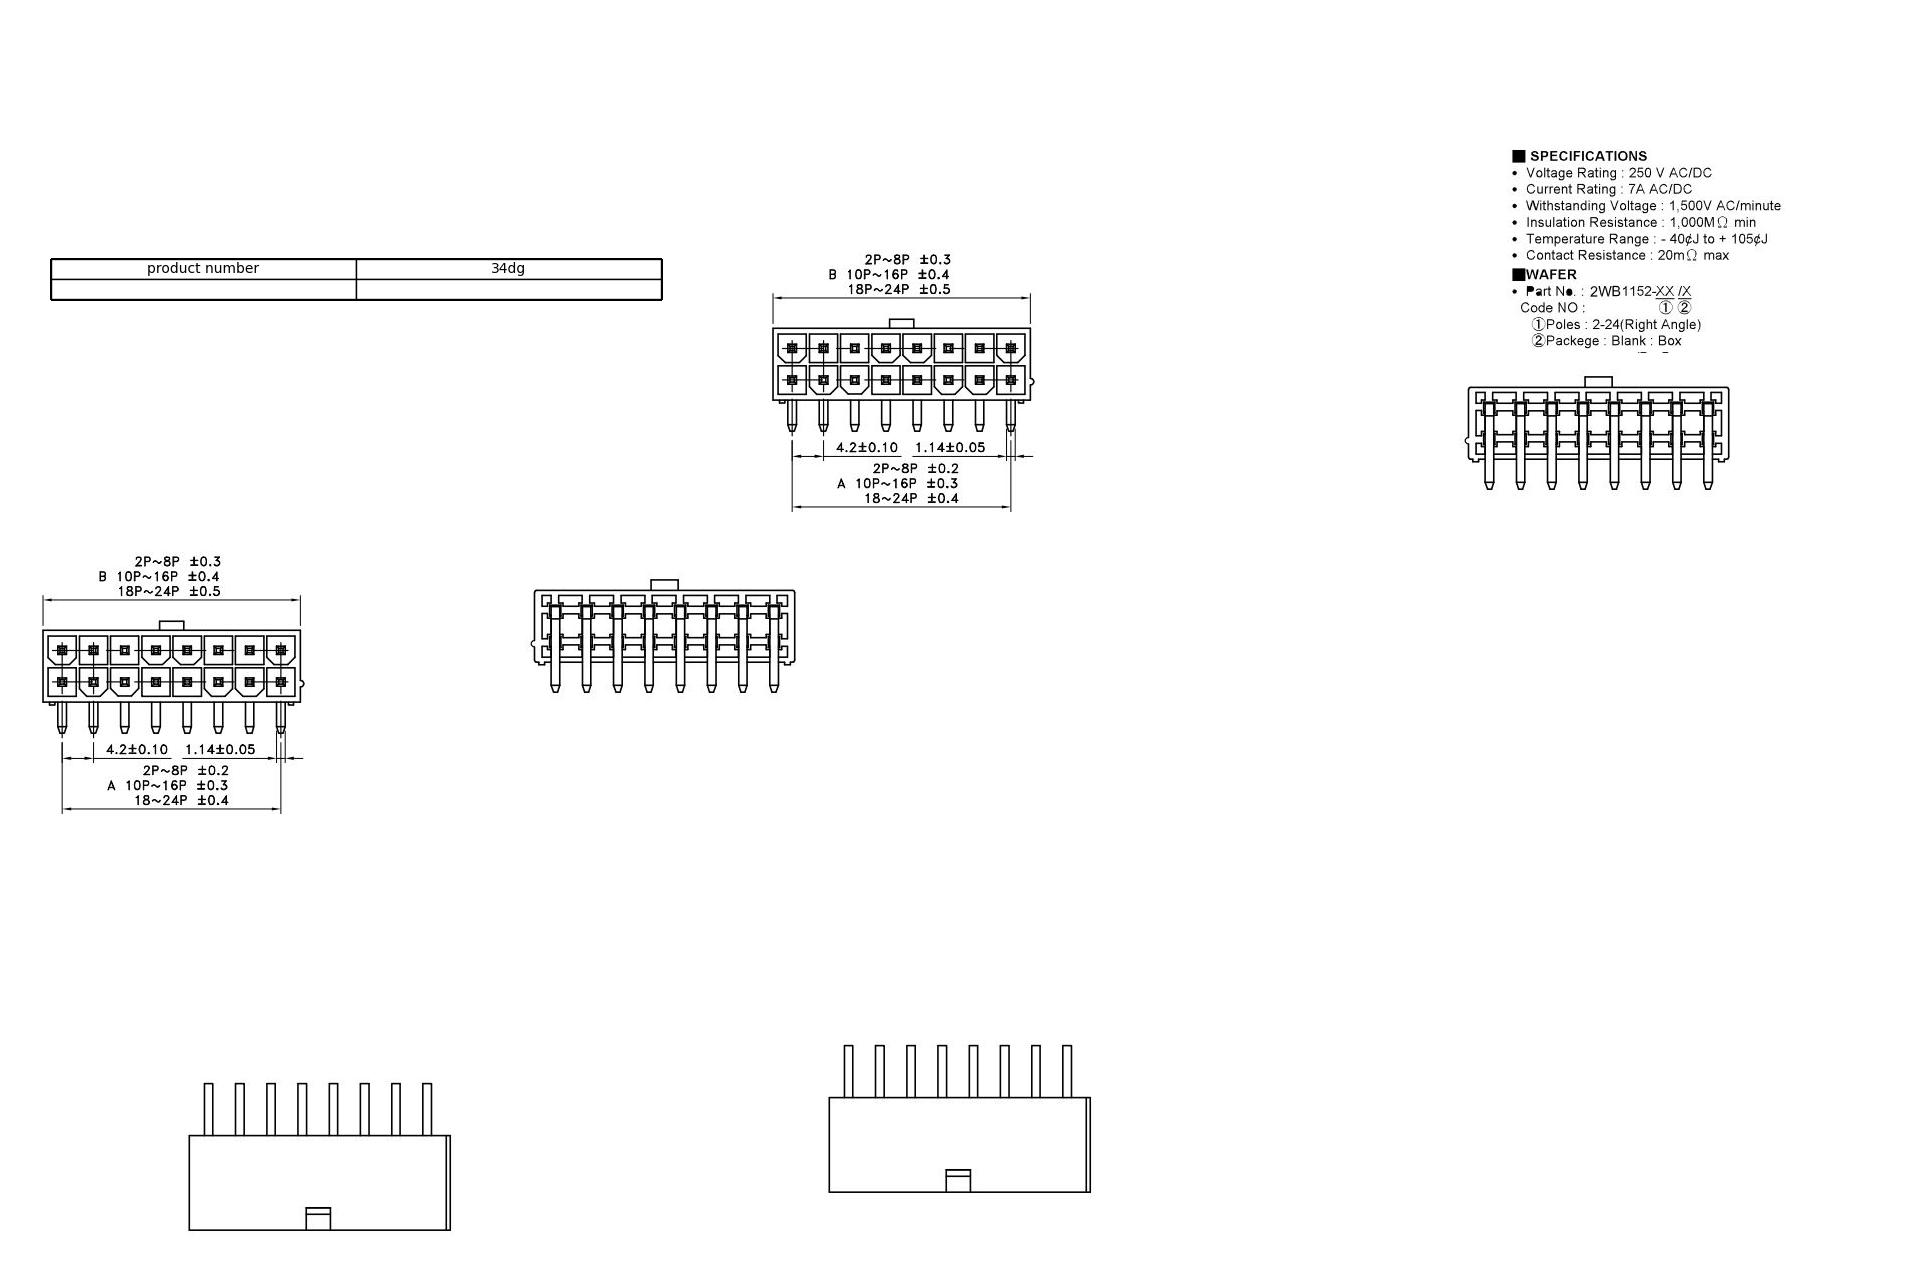 ■ SPECIFICATIONS
• Voltage Rating : 250 V AC/DC
• Current Rating : 7A AC/DC
• Withstanding Voltage : 1,500V AC/minute
• Insulation Resistance : 1,000MΩ min
• Temperature Range : - 40¢J to + 105¢J
• Contact Resistance : 20mΩ max
■WAFER
• Part No. : 2WB1152-XX /X
Code NO : ① ②
①Poles : 2-24(Right Angle)
②Packege : Blank : Box
product number 34dg
2P~8P ±0.3
B 10P~16P ±0.4
18P~24P ±0.5
4.2±0.10 1.14±0.05
2P~8P ±0.2
A 10P~16P ±0.3
18~24P ±0.4
2P~8P ±0.3
B 10P~16P ±0.4
18P~24P ±0.5
4.2±0.10 1.14±0.05
2P~8P ±0.2
A 10P~16P ±0.3
18~24P ±0.4